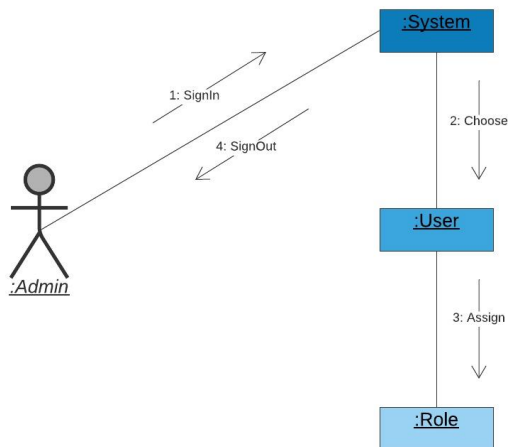 :System
1: SignIn
2: Choose
4: SignOut
:User
:Admin
3: Assign
:Role